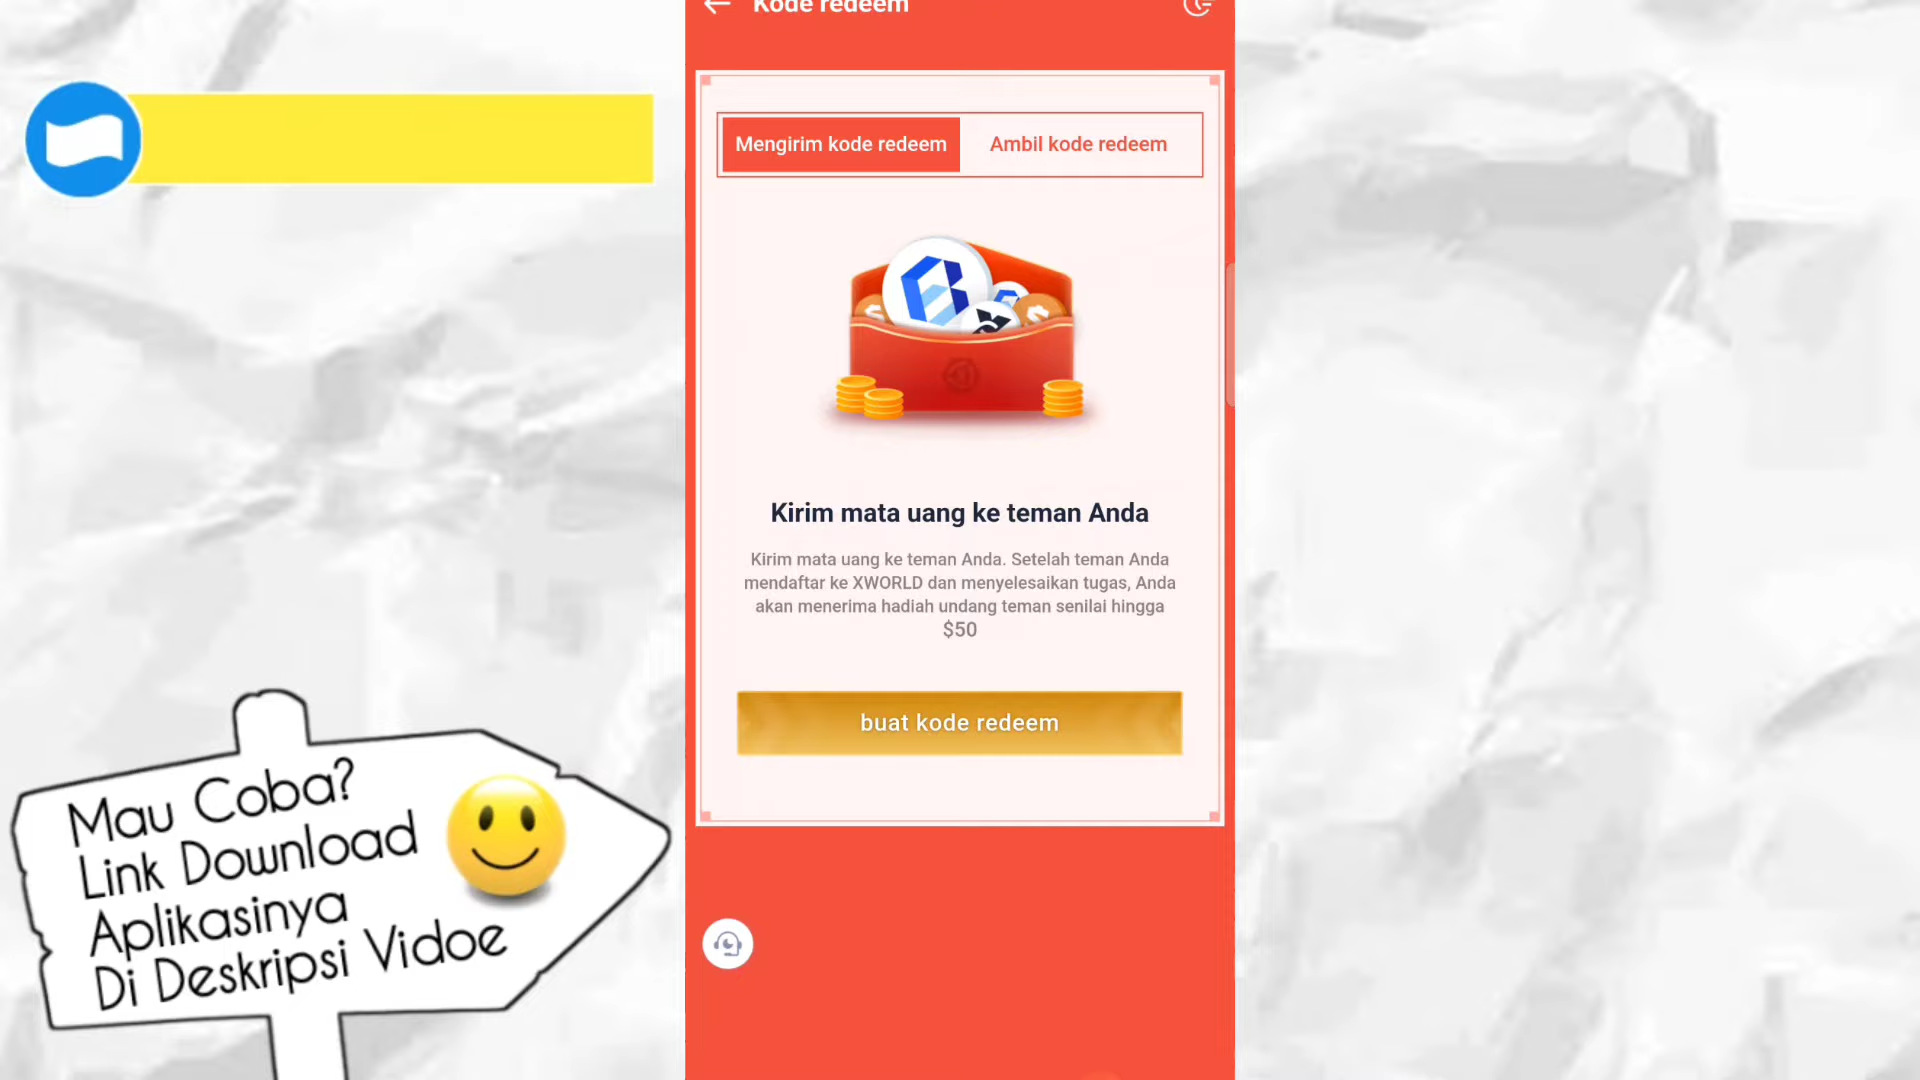 Kode redeem
Mengirim kode redeem
Ambil kode redeem
Kirim mata uang ke teman Anda
Kirim mata uang ke teman Anda. Setelah teman Anda
mendaftar ke XWORLD dan menyelesaikan tugas, Anda
akan menerima hadiah undang teman senilai hingga
$50
buat kode redeem
Mau Coba?
Link Download
Aplikasinya
Di Deskripsi Vidoe